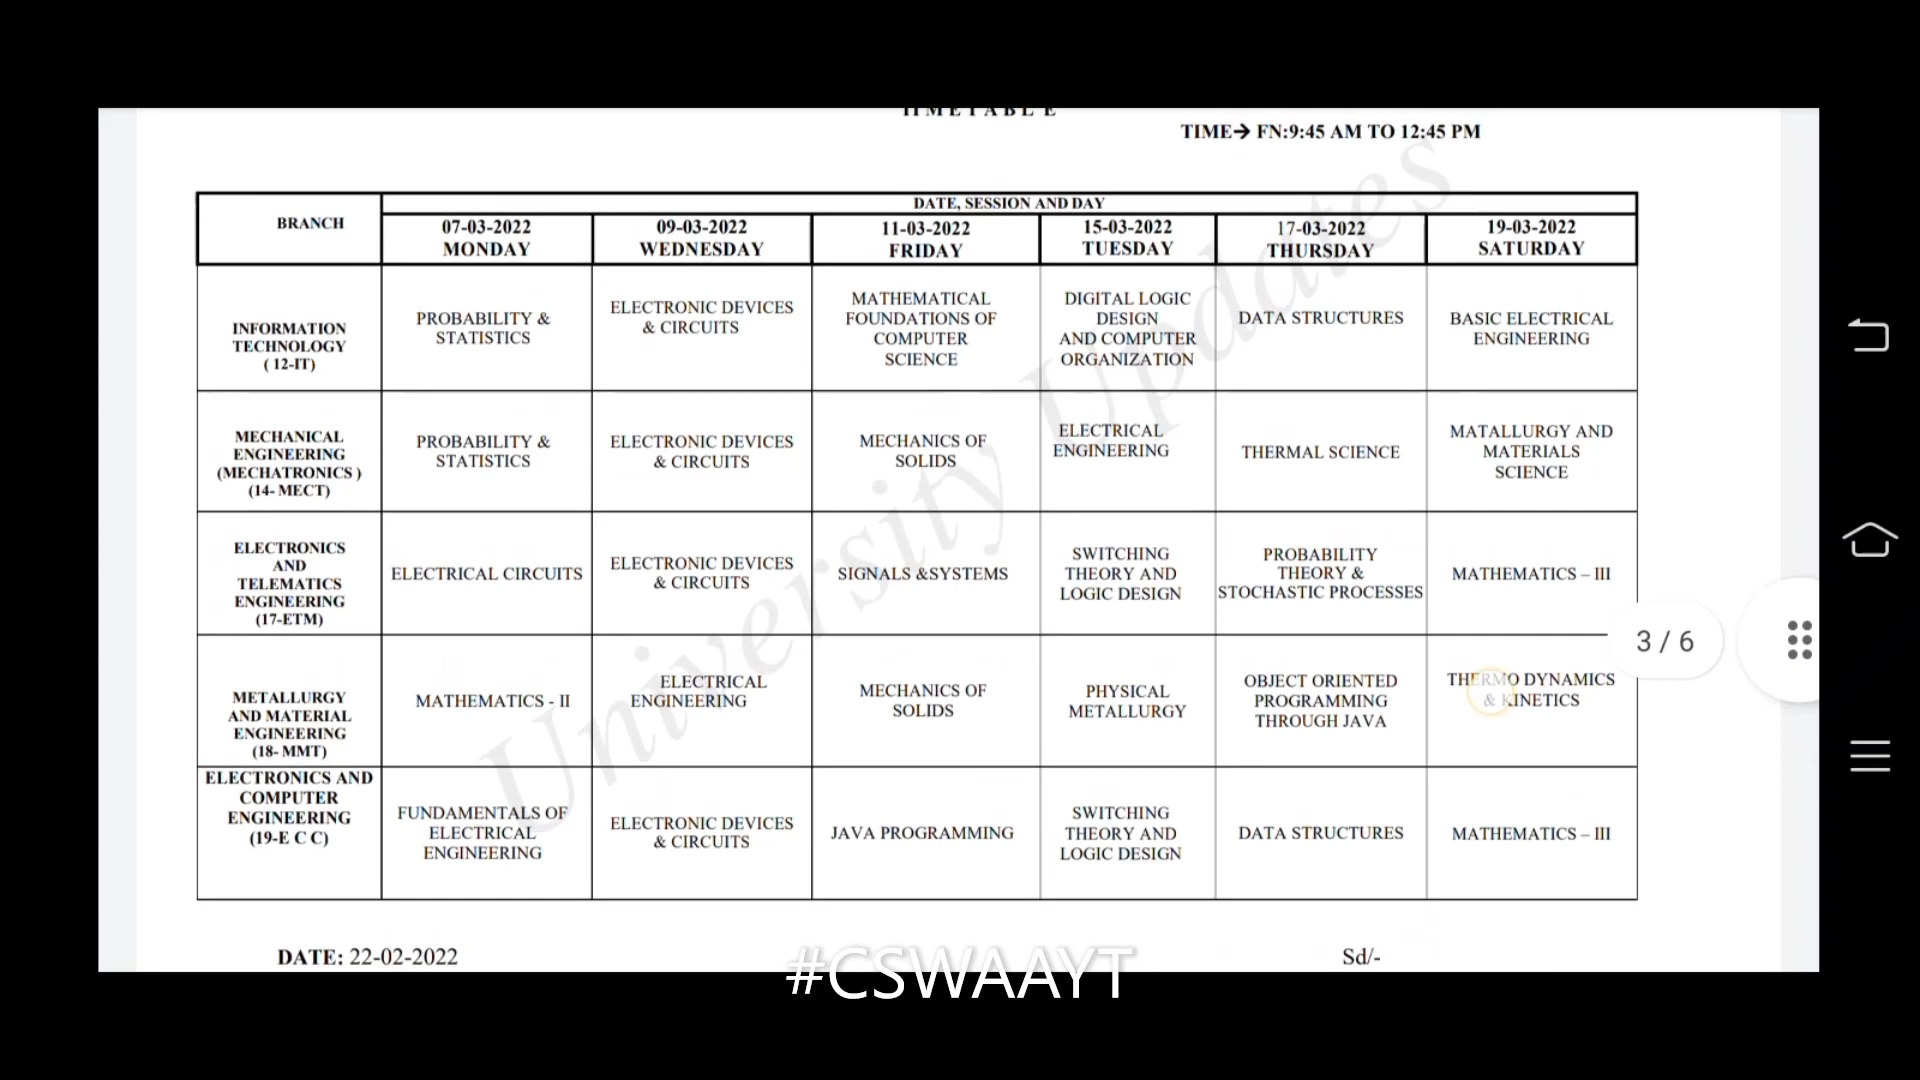 TIMETABLE
TIME→ FN:9:45 AM TO 12:45 PM
BRANCH
DATE, SESSION AND DAY
07-03-2022
MONDAY
09-03-2022
WEDNESDAY
11-03-2022
FRIDAY
15-03-2022
TUESDAY
17-03-2022
THURSDAY
19-03-2022
SATURDAY
INFORMATION
TECHNOLOGY
( 12-IT)
PROBABILITY &
STATISTICS
ELECTRONIC DEVICES
& CIRCUITS
MATHEMATICAL
FOUNDATIONS OF
COMPUTER
SCIENCE
DIGITAL LOGIC
DESIGN
AND COMPUTER
ORGANIZATION
DATA STRUCTURES
BASIC ELECTRICAL
ENGINEERING
MECHANICAL
ENGINEERING
(MECHATRONICS )
(14- MECT)
PROBABILITY &
STATISTICS
ELECTRONIC DEVICES
& CIRCUITS
MECHANICS OF
SOLIDS
ELECTRICAL
ENGINEERING
THERMAL SCIENCE
MATALLURGY AND
MATERIALS
SCIENCE
ELECTRONICS
AND
TELEMATICS
ENGINEERING
(17-ETM)
ELECTRICAL CIRCUITS
ELECTRONIC DEVICES
& CIRCUITS
SIGNALS &SYSTEMS
SWITCHING
THEORY AND
LOGIC DESIGN
PROBABILITY
THEORY &
STOCHASTIC PROCESSES
MATHEMATICS – III
3 / 6
METALLURGY
AND MATERIAL
ENGINEERING
(18- MMT)
MATHEMATICS - II
ELECTRICAL
ENGINEERING
MECHANICS OF
SOLIDS
PHYSICAL
METALLURGY
OBJECT ORIENTED
PROGRAMMING
THROUGH JAVA
THERMO DYNAMICS
& KINETICS
ELECTRONICS AND
COMPUTER
ENGINEERING
(19-E C C)
FUNDAMENTALS OF
ELECTRICAL
ENGINEERING
ELECTRONIC DEVICES
& CIRCUITS
JAVA PROGRAMMING
SWITCHING
THEORY AND
LOGIC DESIGN
DATA STRUCTURES
MATHEMATICS – III
University Updates
DATE: 22-02-2022
Sd/-
#CSWAAYT